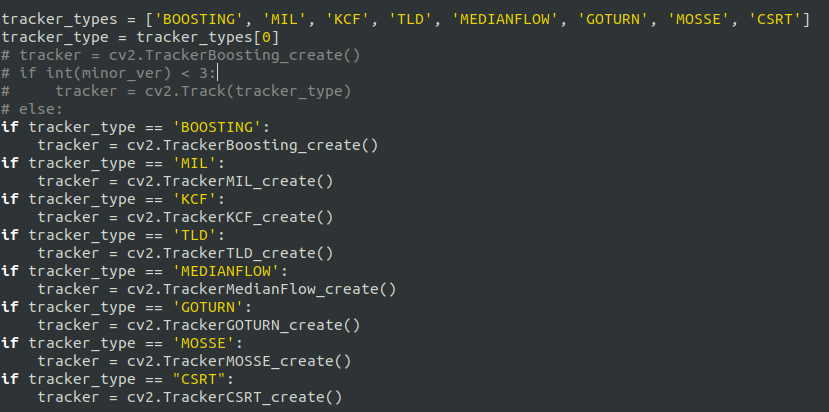 tracker_types = ['BOOSTING', 'MIL', 'KCF', 'TLD', 'MEDIANFLOW', 'GOTURN', 'MOSSE', 'CSRT']
tracker_type = tracker_types[0]
# tracker = cv2.TrackerBoosting_create()
# if int(minor_ver) < 3:
#     tracker = cv2.Track(tracker_type)
# else:
if tracker_type == 'BOOSTING':
    tracker = cv2.TrackerBoosting_create()
if tracker_type == 'MIL':
    tracker = cv2.TrackerMIL_create()
if tracker_type == 'KCF':
    tracker = cv2.TrackerKCF_create()
if tracker_type == 'TLD':
    tracker = cv2.TrackerTLD_create()
if tracker_type == 'MEDIANFLOW':
    tracker = cv2.TrackerMedianFlow_create()
if tracker_type == 'GOTURN':
    tracker = cv2.TrackerGOTURN_create()
if tracker_type == 'MOSSE':
    tracker = cv2.TrackerMOSSE_create()
if tracker_type == "CSRT":
    tracker = cv2.TrackerCSRT_create()